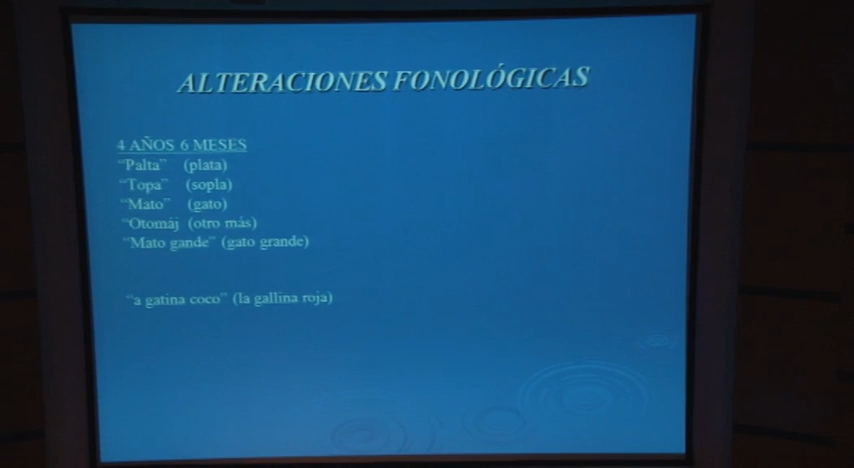 ALTERACIONES FONOLÓGICAS
4 AÑOS 6 MESES
“Palta” (plata)
“Topa” (sopla)
“Mato” (gato)
“Otomáj (otro más)
“Mato gande” (gato grande)
“a gatina coco” (la gallina roja)